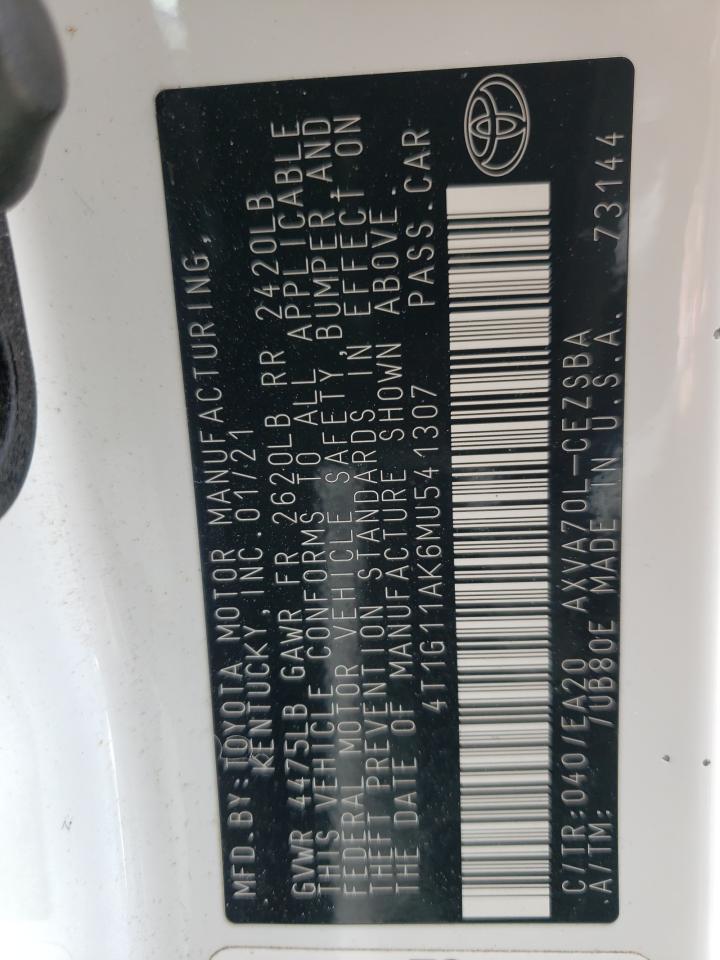 MFD.BY:TOYOTA MOTOR MANUFACTURING,
KENTUCKY,INC.01/21
GVWR 4475LB GAWR FR 2620LB RR 2420LB
THIS VEHICLE CONFORMS TO ALL APPLICABLE
FEDERAL MOTOR VEHICLE SAFETY, BUMPER AND
THEFT PREVENTION STANDARDS IN EFFECT ON
THE DATE OF MANUFACTURE SHOWN ABOVE.
4T1G11AK6MU541307 PASS.CAR
C/TR:040/EA20 AXVA70L-CEZSBA
A/TM: /UB80E MADE IN U.S.A. 73144